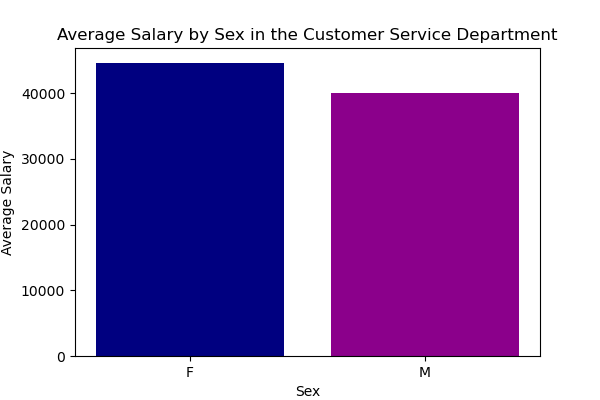 Average Salary by Sex in the Customer Service Department
Average Salary
40000
30000
20000
10000
0
F
M
Sex